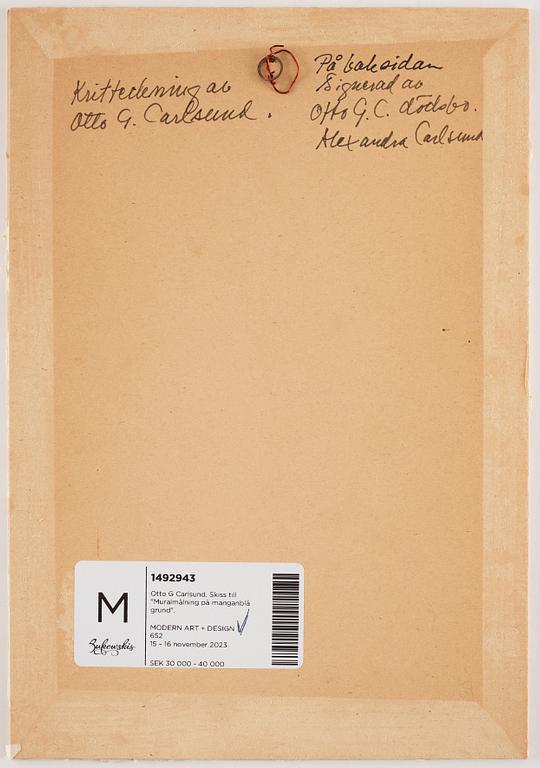 Kritteckning av
Otto G. Carlsund.
På baksidan
Signerad av
Otto G. C. dödsbo.
Alexandra Carlsund
M
Bukowskis
1492943
Otto G Carlsund, Skiss till
"Muralmålning på manganblå
grund".
MODERN ART + DESIGN
652
15 - 16 november 2023
SEK 30 000 - 40 000